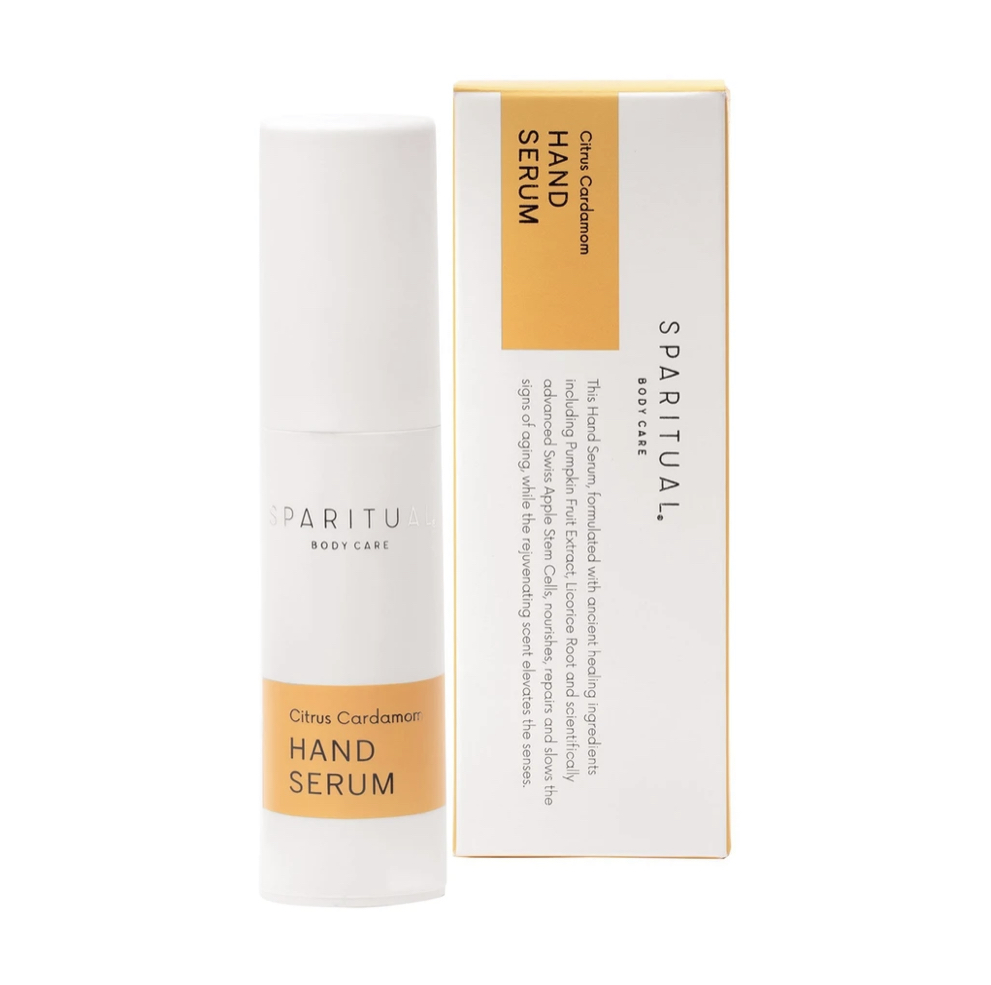 SPARITUAL
BODY CARE
Citrus Cardamom
HAND
SERUM
Citrus Cardamom
HAND
SERUM
SPARITUAL®
BODY CARE
This Hand Serum, formulated with ancient healing ingredients
including Pumpkin Fruit Extract, Licorice Root and scientifically
advanced Swiss Apple Stem Cells, nourishes, repairs and slows the
signs of aging, while the rejuvenating scent elevates the senses.